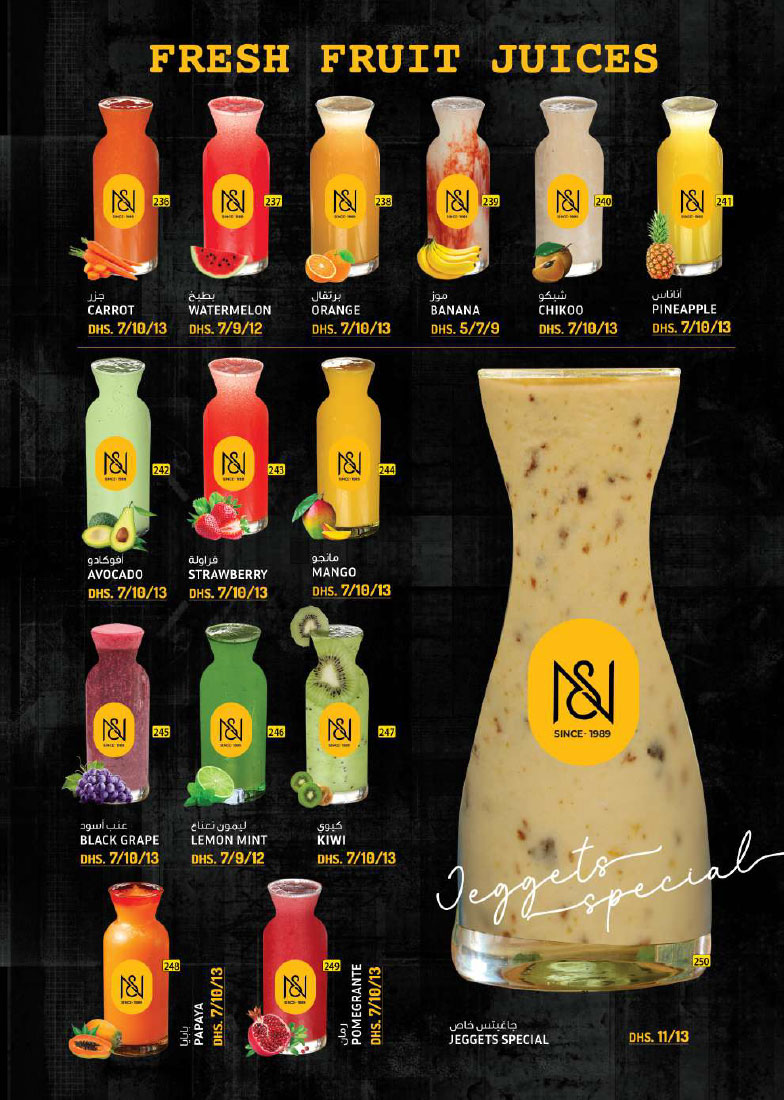 FRESH FRUIT JUICES
236
237
238
239
240
241
N&N
SINCE- 1989
جزر
CARROT
DHS. 7/10/13
بطيخ
WATERMELON
DHS. 7/9/12
برتقال
ORANGE
DHS. 7/10/13
موز
BANANA
DHS. 5/7/9
شيكو
CHIKOO
DHS. 7/10/13
أناناس
PINEAPPLE
DHS. 7/10/13
242
243
244
أفوكادو
AVOCADO
DHS. 7/10/13
فراولة
STRAWBERRY
DHS. 7/10/13
مانجو
MANGO
DHS. 7/10/13
245
246
247
عنب أسود
BLACK GRAPE
DHS. 7/10/13
ليمون نعناع
LEMON MINT
DHS. 7/9/12
كيوي
KIWI
DHS. 7/10/13
248
بابايا
PAPAYA
DHS. 7/10/13
249
رمان
POMEGRANTE
DHS. 7/10/13
SINCE- 1989
Jeggets
special
250
جاغيتس خاص
JEGGETS SPECIAL
DHS. 11/13